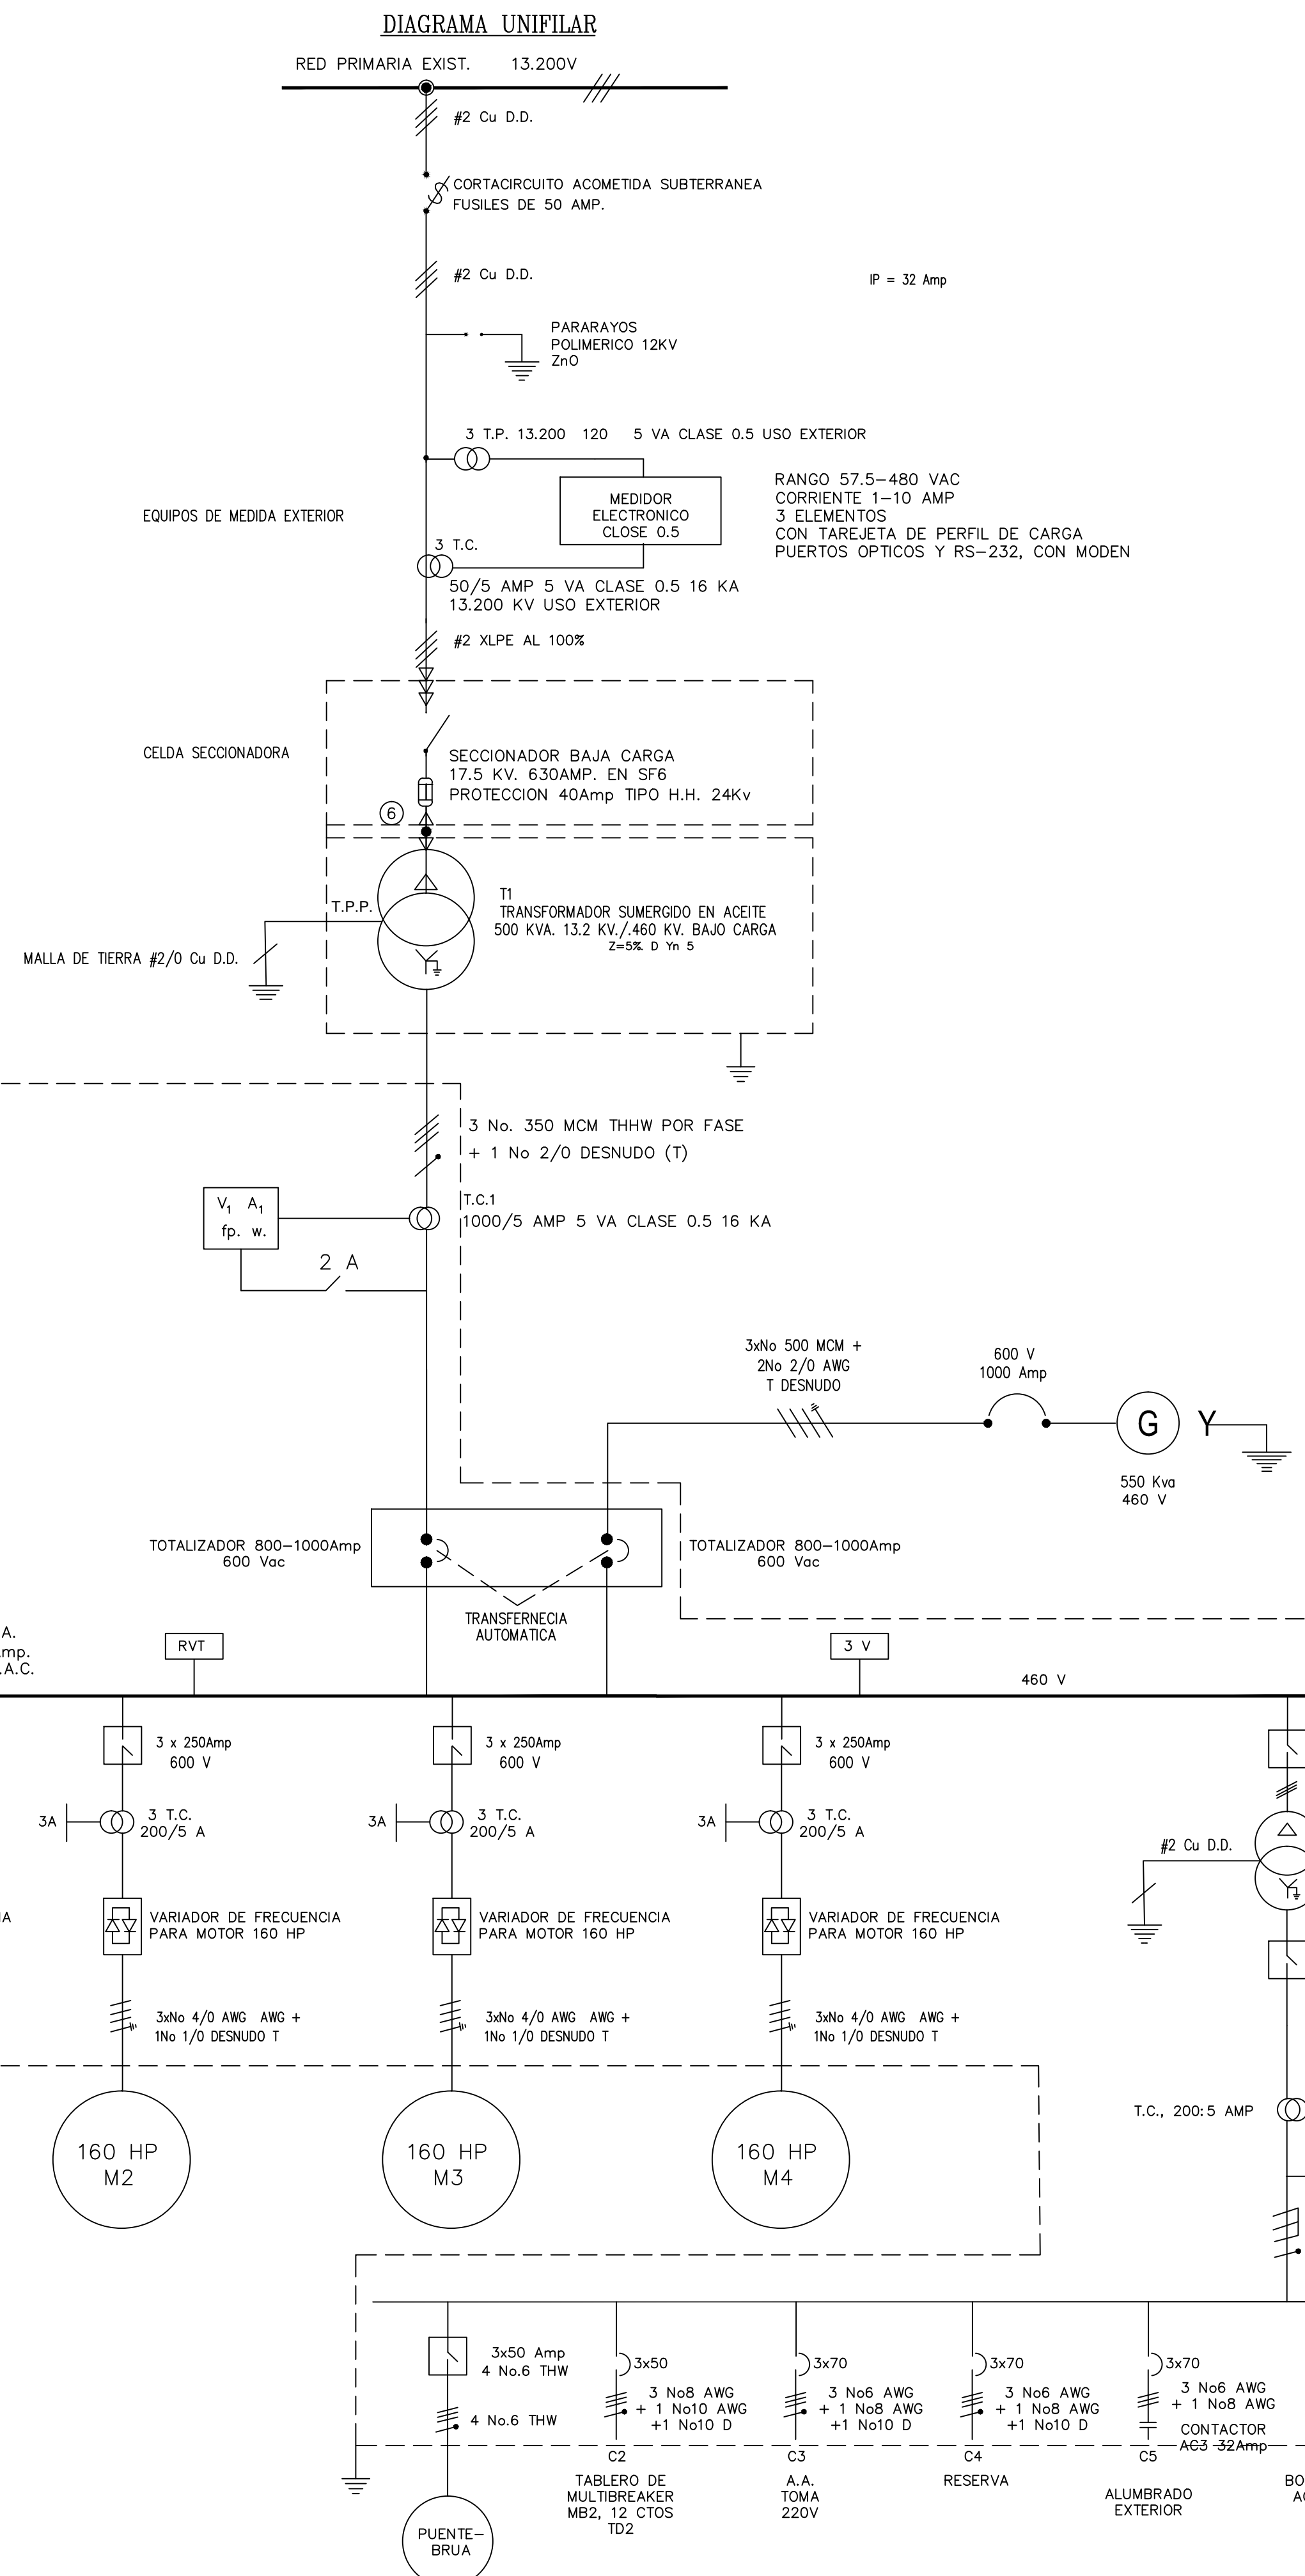 DIAGRAMA UNIFILAR
RED PRIMARIA EXIST. 13.200V
#2 Cu D.D.
CORTACIRCUITO ACOMETIDA SUBTERRANEA
FUSILES DE 50 AMP.
#2 Cu D.D.
IP = 32 Amp
PARARAYOS
POLIMERICO 12KV
ZnO
3 T.P. 13.200 120 5 VA CLASE 0.5 USO EXTERIOR
MEDIDOR
ELECTRONICO
CLOSE 0.5
RANGO 57.5-480 VAC
CORRIENTE 1-10 AMP
3 ELEMENTOS
CON TAREJETA DE PERFIL DE CARGA
PUERTOS OPTICOS Y RS-232, CON MODEN
EQUIPOS DE MEDIDA EXTERIOR
3 T.C.
50/5 AMP 5 VA CLASE 0.5 16 KA
13.200 KV USO EXTERIOR
#2 XLPE AL 100%
CELDA SECCIONADORA
SECCIONADOR BAJA CARGA
17.5 KV. 630AMP. EN SF6
PROTECCION 40Amp TIPO H.H. 24Kv
6
T1
TRANSFORMADOR SUMERGIDO EN ACEITE
500 KVA. 13.2 KV./.460 KV. BAJO CARGA
Z=5%. D Yn 5
T.P.P.
MALLA DE TIERRA #2/0 Cu D.D.
3 No. 350 MCM THHW POR FASE
+ 1 No 2/0 DESNUDO (T)
T.C.1
1000/5 AMP 5 VA CLASE 0.5 16 KA
V1 A1
fp. w.
2 A
3xNo 500 MCM +
2No 2/0 AWG
T DESNUDO
600 V
1000 Amp
G Y
550 Kva
460 V
TOTALIZADOR 800-1000Amp
600 Vac
TOTALIZADOR 800-1000Amp
600 Vac
TRANSFERNECIA
AUTOMATICA
A.
mp.
.A.C.
RVT
3 V
460 V
3 x 250Amp
600 V
3 x 250Amp
600 V
3 x 250Amp
600 V
3A
3 T.C.
200/5 A
3A
3 T.C.
200/5 A
3A
3 T.C.
200/5 A
#2 Cu D.D.
IA
VARIADOR DE FRECUENCIA
PARA MOTOR 160 HP
VARIADOR DE FRECUENCIA
PARA MOTOR 160 HP
VARIADOR DE FRECUENCIA
PARA MOTOR 160 HP
3xNo 4/0 AWG AWG +
1No 1/0 DESNUDO T
3xNo 4/0 AWG AWG +
1No 1/0 DESNUDO T
3xNo 4/0 AWG AWG +
1No 1/0 DESNUDO T
160 HP
M2
160 HP
M3
160 HP
M4
T.C., 200:5 AMP
3x50 Amp
4 No.6 THW
4 No.6 THW
PUENTE-
BRUA
3x50
3 No8 AWG
+ 1 No10 AWG
+1 No10 D
C2
TABLERO DE
MULTIBREAKER
MB2, 12 CTOS
TD2
3x70
3 No6 AWG
+ 1 No8 AWG
+1 No10 D
C3
A.A.
TOMA
220V
3x70
3 No6 AWG
+ 1 No8 AWG
+1 No10 D
C4
RESERVA
3x70
3 No6 AWG
+ 1 No8 AWG
CONTACTOR
AC3 32Amp
C5
ALUMBRADO
EXTERIOR
BO